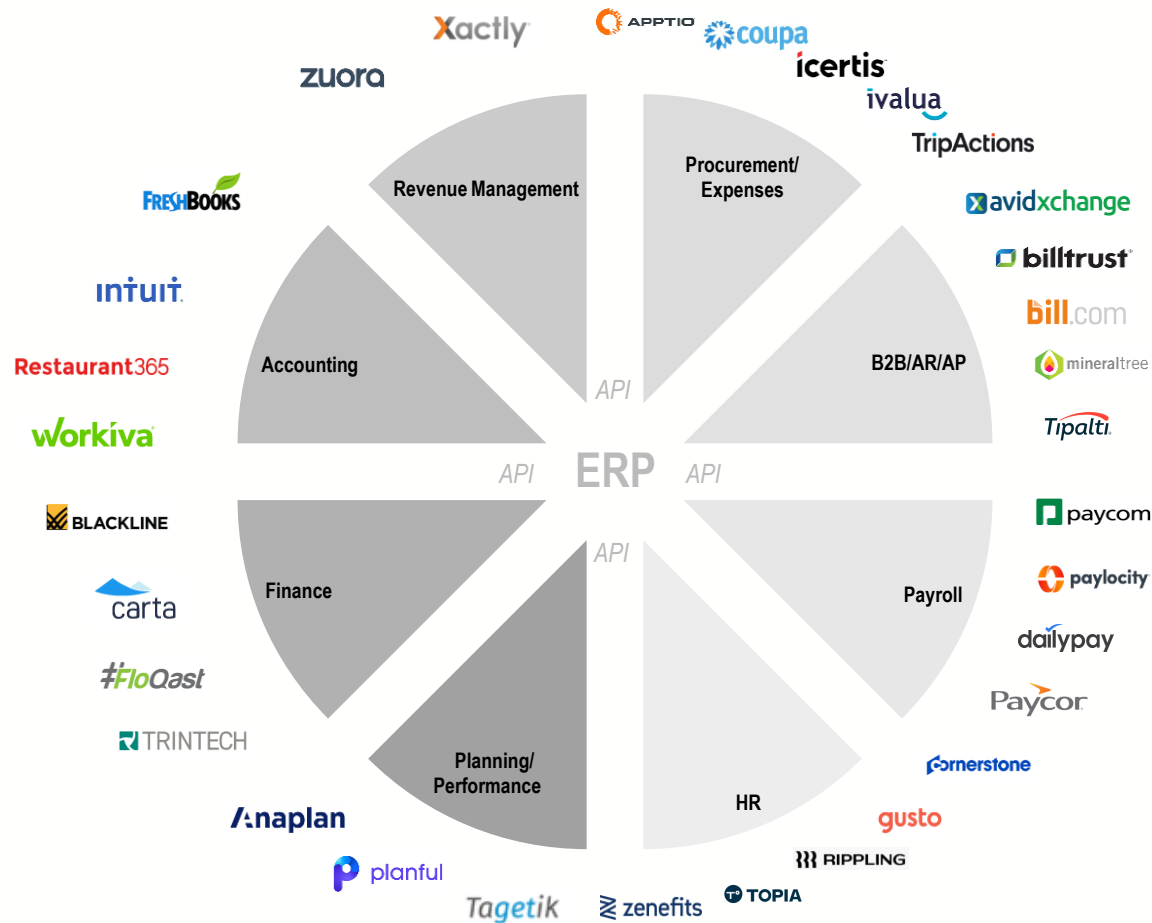 Xactly
APPTIO
coupa
zuora
icertis
ivalua
TripActions
Revenue Management
Procurement/
Expenses
FRESHBOOKS
avidxchange
billtrust
intuit.
bill.com
Restaurant365
Accounting
B2B/AR/AP
mineraltree
API
workiva
Tipalti
API
ERP
API
BLACKLINE
paycom
API
Finance
Payroll
paylocity
carta
dailypay
#FloQast
Paycor
TRINTECH
Planning/
Performance
HR
cornerstone
Anaplan
gusto
planful
RIPPLING
Tagetik
zenefits
TOPIA